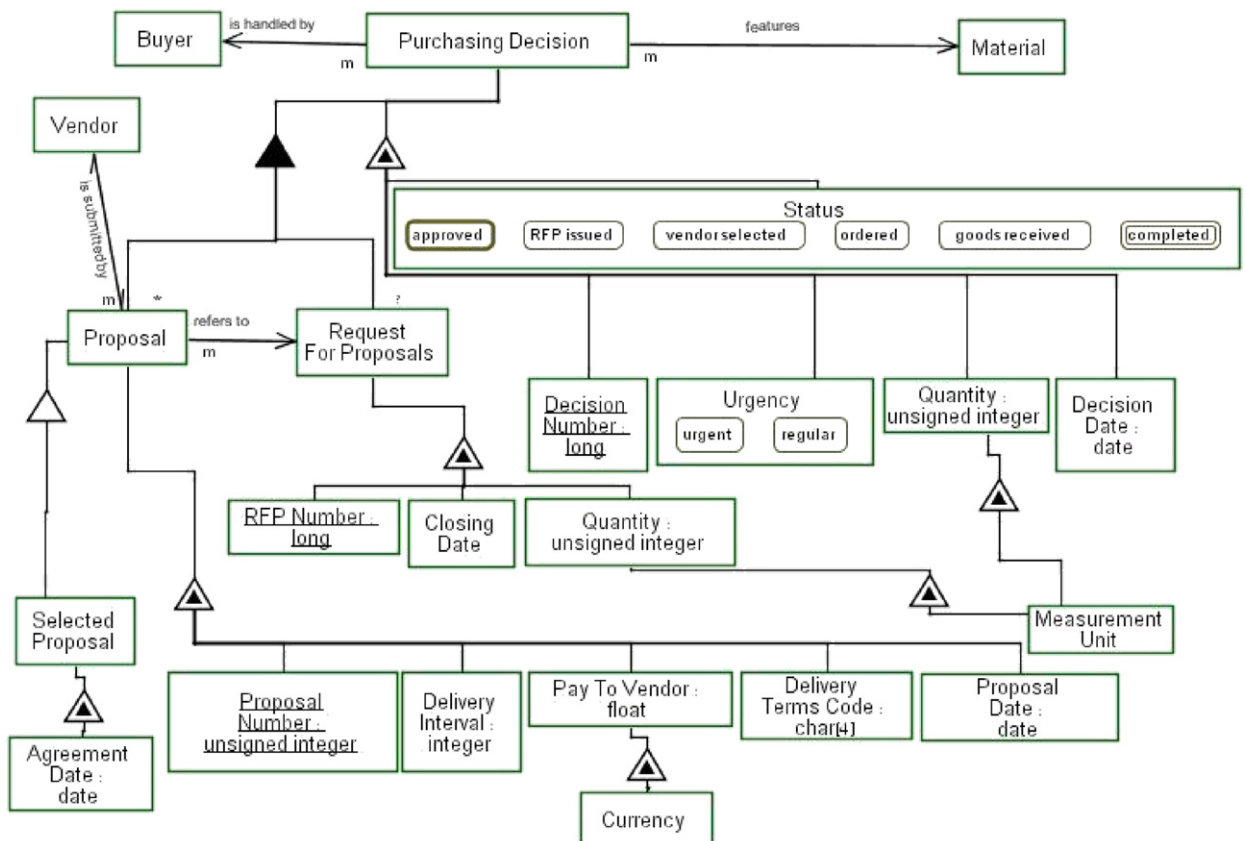 is handled by
features
Buyer
Purchasing Decision
Material
m
m
Vendor
is submitted by
Status
approved
RFP issued
vendor selected
ordered
goods received
completed
m
*
?
Proposal
refers to
m
Request
For Proposals
Decision
Number :
long
Urgency
urgent
regular
Quantity :
unsigned integer
Decision
Date :
date
RFP Number :
long
Closing
Date
Quantity :
unsigned integer
Selected
Proposal
Measurement
Unit
Proposal
Number :
unsigned integer
Delivery
Interval :
integer
Pay To Vendor :
float
Delivery
Terms Code :
char[4]
Proposal
Date :
date
Agreement
Date :
date
Currency